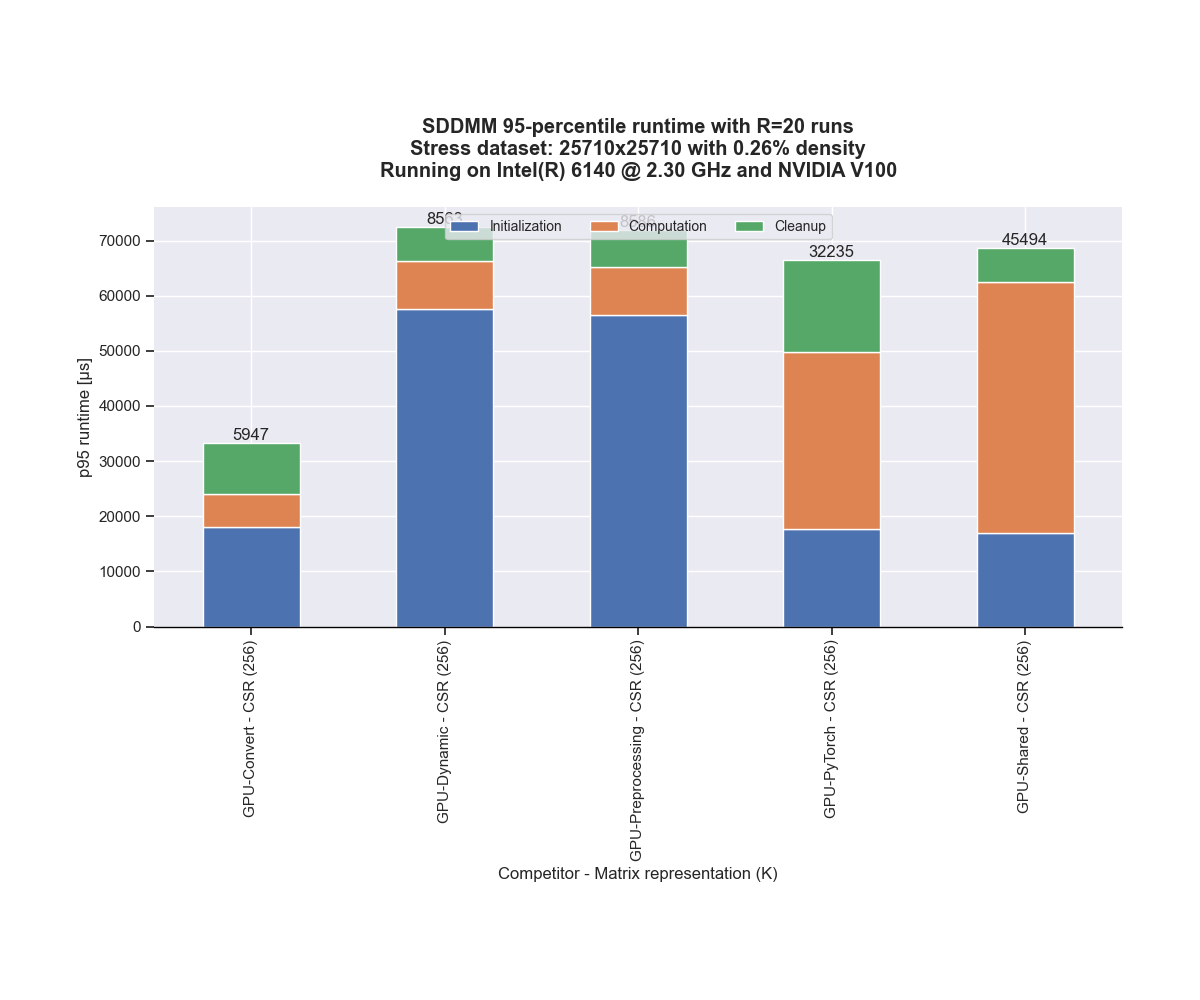 SDDMM 95-percentile runtime with R=20 runs
Stress dataset: 25710x25710 with 0.26% density
Running on Intel(R) 6140 @ 2.30 GHz and NVIDIA V100
Initialization
Computation
Cleanup
5947
8586
32235
45494
p95 runtime [µs]
70000
60000
50000
40000
30000
20000
10000
0
GPU-Convert - CSR (256)
GPU-Dynamic - CSR (256)
GPU-Preprocessing - CSR (256)
GPU-PyTorch - CSR (256)
GPU-Shared - CSR (256)
Competitor - Matrix representation (K)